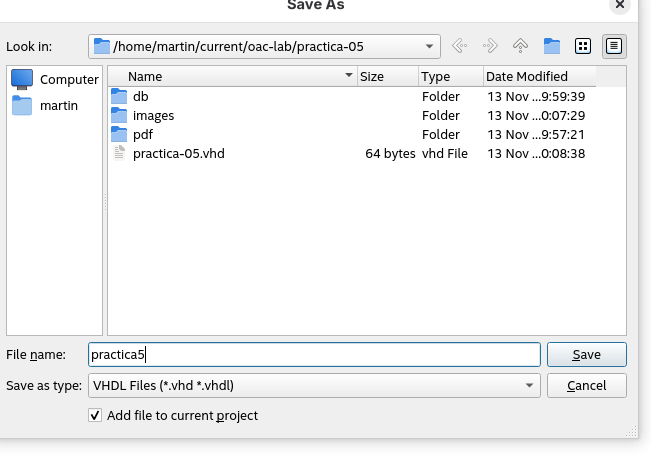 Save As
Look in: /home/martin/current/oac-lab/practica-05
Computer
martin
Name Size Type Date Modified
db Folder 13 Nov ...9:59:39
images Folder 13 Nov ...0:07:29
pdf Folder 13 Nov ...9:57:21
practica-05.vhd 64 bytes vhd File 13 Nov ...0:08:38
File name: practica5 Save
Save as type: VHDL Files (*.vhd *.vhdl) Cancel
Add file to current project